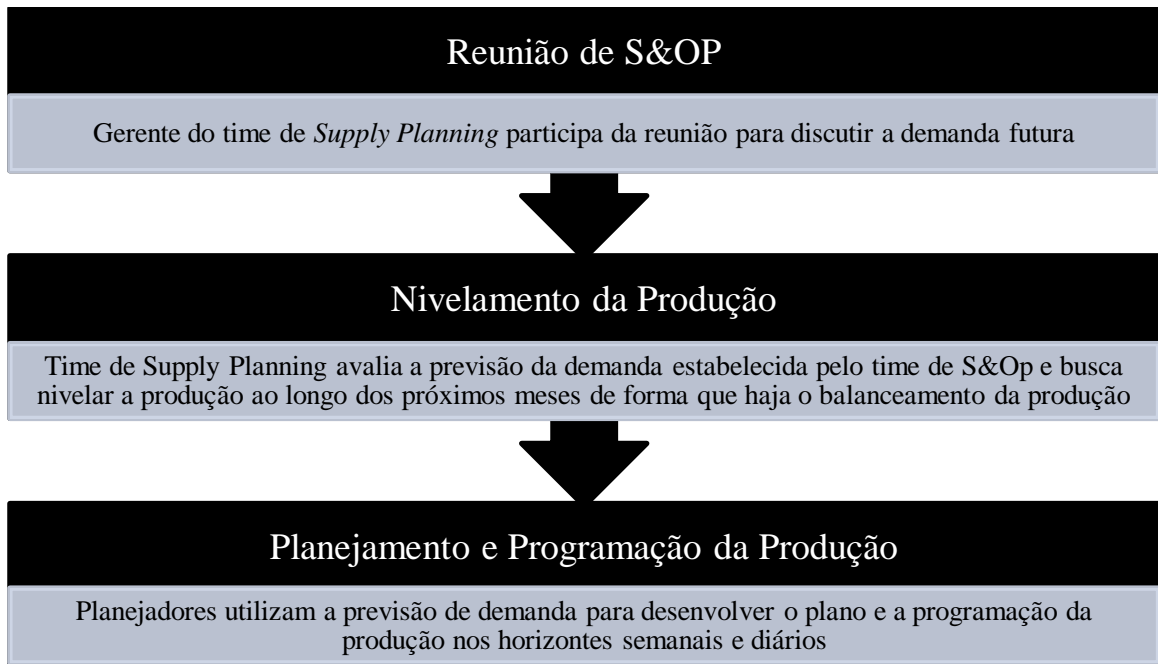 Reunião de S&OP
Gerente do time de Supply Planning participa da reunião para discutir a demanda futura
Nivelamento da Produção
Time de Supply Planning avalia a previsão da demanda estabelecida pelo time de S&Op e busca
nivelar a produção ao longo dos próximos meses de forma que haja o balanceamento da produção
Planejamento e Programação da Produção
Planejadores utilizam a previsão de demanda para desenvolver o plano e a programação da
produção nos horizontes semanais e diários